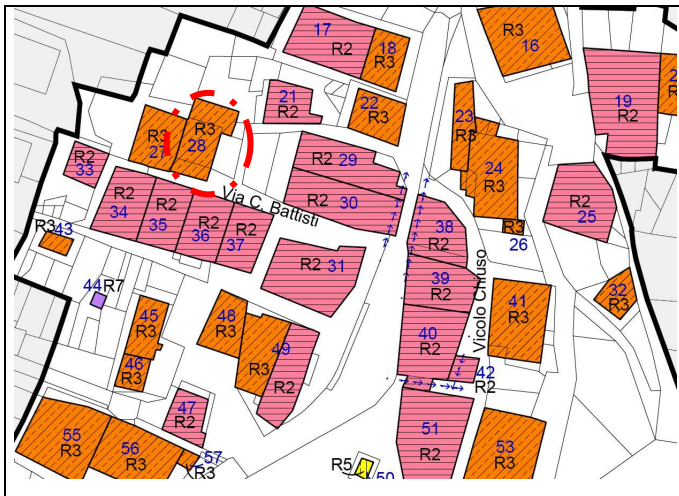 17
R2
18
R3
R3
16
19
R2
2
R3
21
R2
22
R3
23
R3
24
R3
R3
27
R3
28
R2
29
R2
30
R2
33
R2
34
R2
35
R2
36
R2
37
Via C. Battisti
R2
31
38
R2
39
R2
40
R2
Vicolo Chiuso
25
R2
R3
26
41
R3
32
R3
R3
43
44
R7
45
R3
46
R3
48
R3
49
R3
R2
42
R2
47
R2
51
R2
53
R3
55
R3
56
R3
57
R3
R5
50